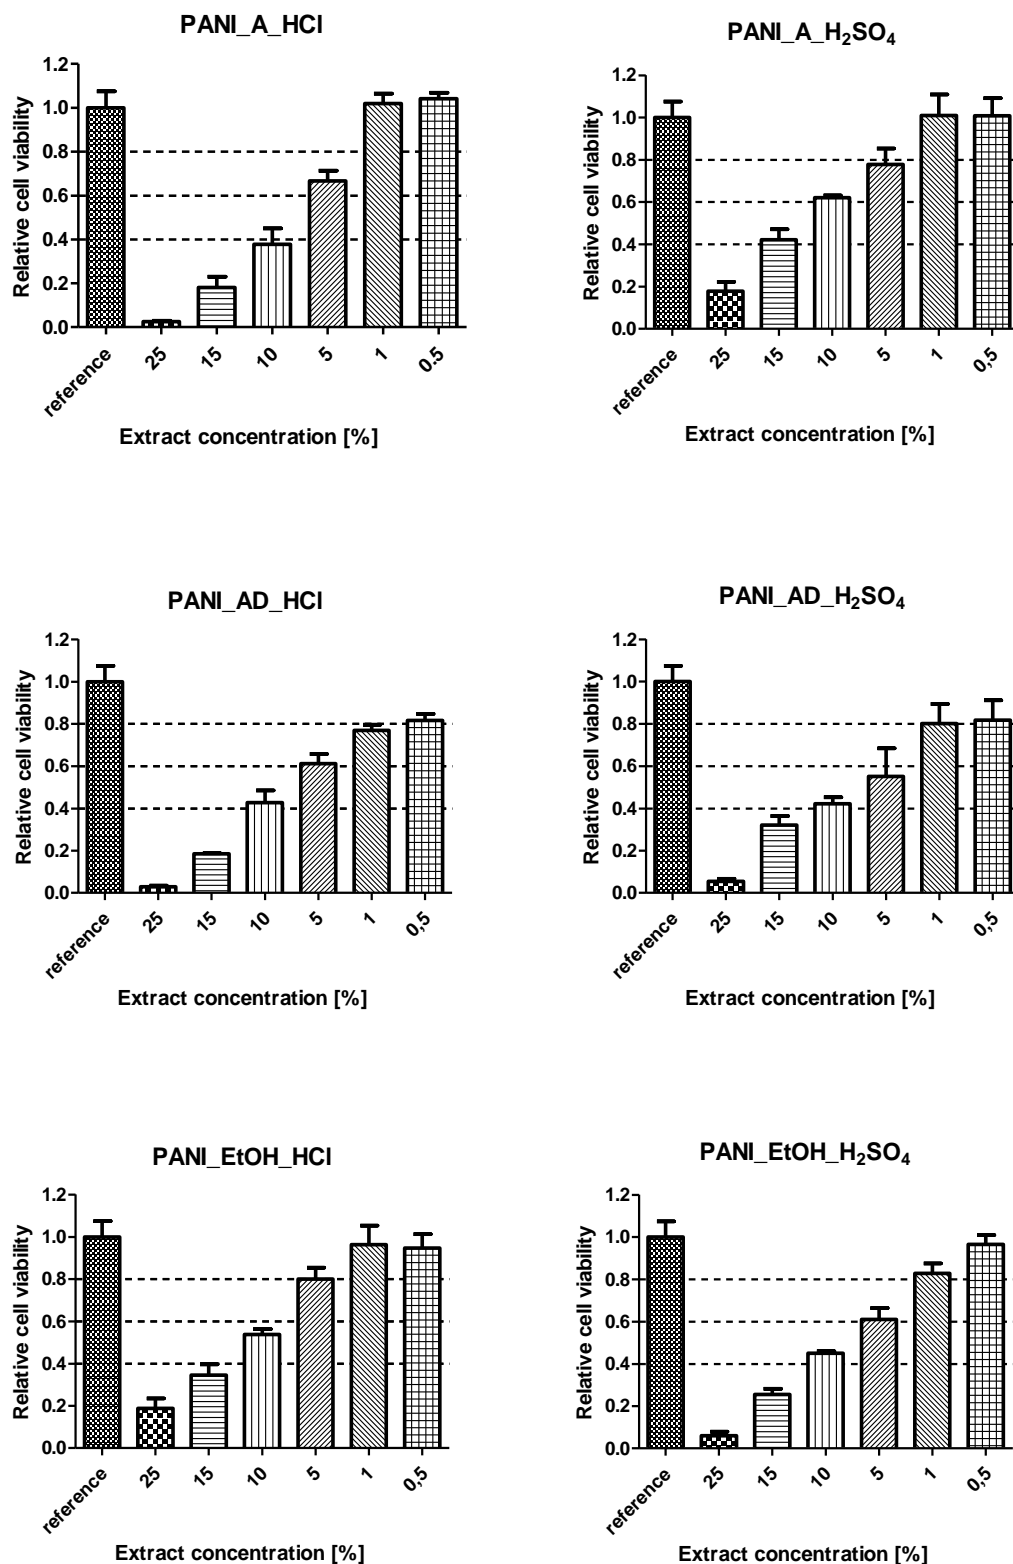 PANI_A_HCl
Relative cell viability
1.2
1.0
0.8
0.6
0.4
0.2
0.0
reference 25 15 10 5 1 0.5
Extract concentration [%]
PANI_A_H₂SO₄
Relative cell viability
1.2
1.0
0.8
0.6
0.4
0.2
0.0
reference 25 15 10 5 1 0,5
Extract concentration [%]
PANI_AD_HCl
Relative cell viability
1.2
1.0
0.8
0.6
0.4
0.2
0.0
reference 25 15 10 5 1 0,5
Extract concentration [%]
PANI_AD_H₂SO₄
Relative cell viability
1.2
1.0
0.8
0.6
0.4
0.2
0.0
reference 25 15 10 5 1 0,5
Extract concentration [%]
PANI_EtOH_HCl
Relative cell viability
1.2
1.0
0.8
0.6
0.4
0.2
0.0
reference 25 15 10 5 1 0,5
Extract concentration [%]
PANI_EtOH_H₂SO₄
Relative cell viability
1.2
1.0
0.8
0.6
0.4
0.2
0.0
reference 25 15 10 5 1 0,5
Extract concentration [%]